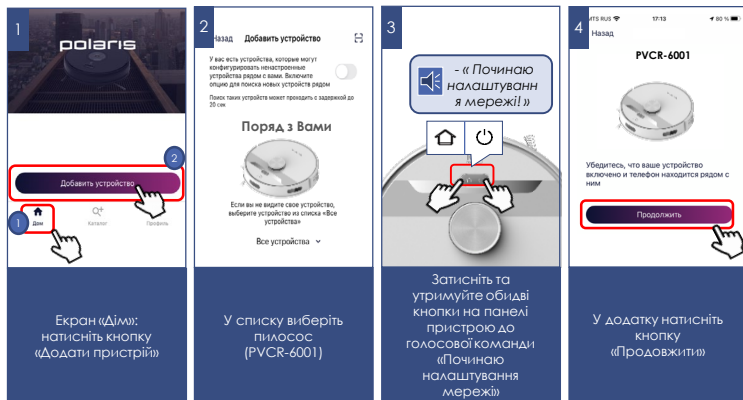 1
polaris
2
Добавить устройство
1
Дом
Каталог
Профиль
Екран «Дім»:
натисніть кнопку
«Додати пристрій»
2
Назад
Добавить устройство
У вас есть устройства, которые могут
конфигурировать ненастроенные
устройства рядом с вами. Включите
опцию для поиска новых устройств рядом
Поиск таких устройств может проходить с задержкой до
20 сек
Поряд з Вами
Если вы не видите свое устройство,
выберите устройство из списка «Все
устройства»
Все устройства
У списку виберіть
пилосос
(PVCR-6001)
3
- « Починаю
налаштуванн
я мережі! »
Затисніть та
утримуйте обидві
кнопки на панелі
пристрою до
голосової команди
«Починаю
налаштування
мережі»
4
MTS RUS
17:13
80 %
Назад
PVCR-6001
Убедитесь, что ваше устройство
включено и телефон находится рядом с
ним
Продолжить
У додатку натисніть
кнопку
«Продовжити»